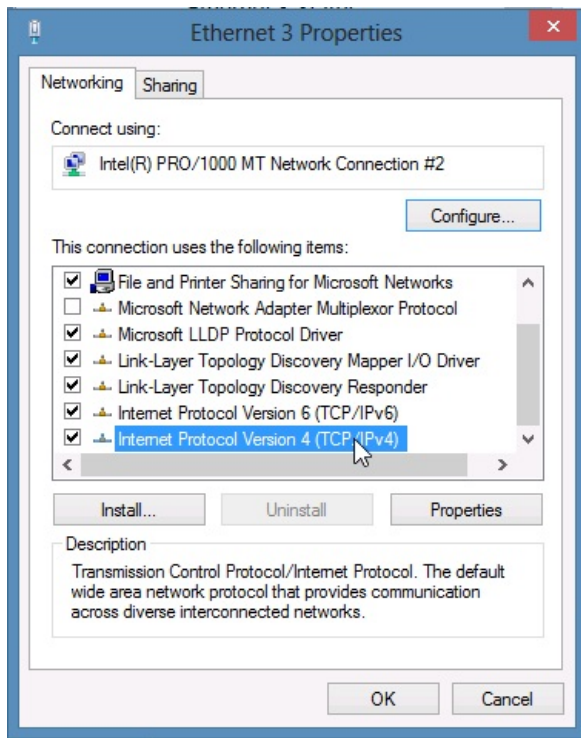 Ethernet 3 Properties
Networking
Sharing
Connect using:
Intel(R) PRO/1000 MT Network Connection #2
Configure...
This connection uses the following items:
File and Printer Sharing for Microsoft Networks
Microsoft Network Adapter Multiplexor Protocol
Microsoft LLDP Protocol Driver
Link-Layer Topology Discovery Mapper I/O Driver
Link-Layer Topology Discovery Responder
Internet Protocol Version 6 (TCP/IPv6)
Internet Protocol Version 4 (TCP/IPv4)
Install...
Uninstall
Properties
Description
Transmission Control Protocol/Internet Protocol. The default
wide area network protocol that provides communication
across diverse interconnected networks.
OK
Cancel